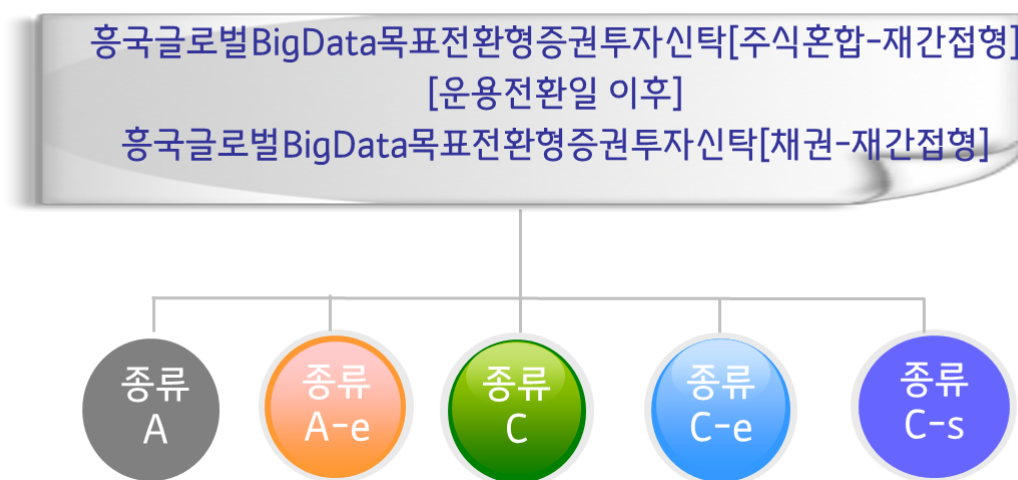 흥국글로벌BigData목표전환형증권투자신탁[주식혼합-재간접형]
[운용전환일 이후]
흥국글로벌BigData목표전환형증권투자신탁[채권-재간접형]
종류
A
종류
A-e
종류
C
종류
C-e
종류
C-s